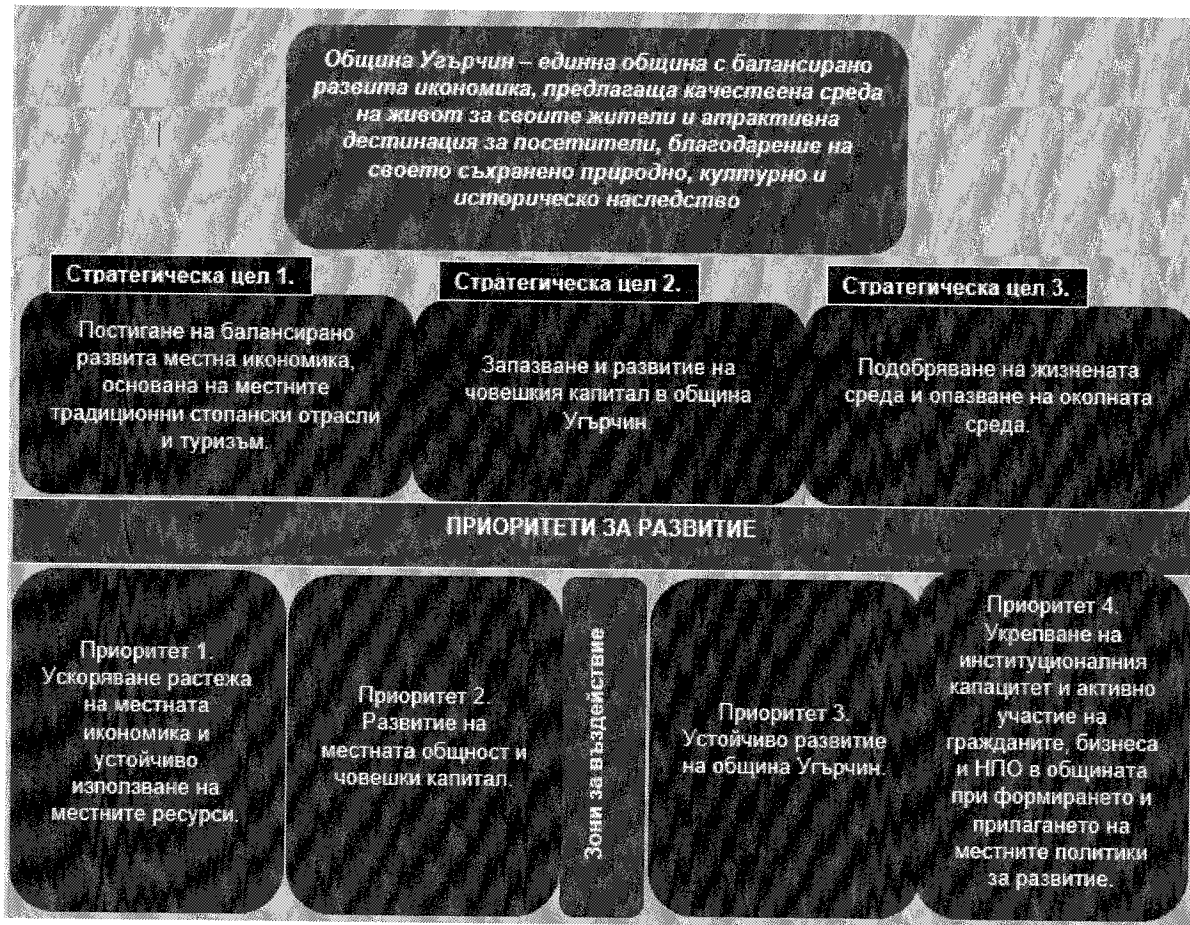 Община Угърчин – единна община с балансирано
развита икономика, предлагаща качествена среда
на живот за своите жители и атрактивна
дестинация за посетители, благодарение на
своето съхранено природно, културно и
историческо наследство
Стратегическа цел 1.
Постигане на балансирано
развита местна икономика,
основана на местните
традиционни стопански отрасли
и туризъм.
Стратегическа цел 2.
Запазване и развитие на
човешкия капитал в община
Угърчин.
Стратегическа цел 3.
Подобряване на жизнената
среда и опазване на околната
среда.
ПРИОРИТЕТИ ЗА РАЗВИТИЕ
Приоритет 1.
Ускоряване растежа
на местната
икономика и
устойчиво
използване на
местните ресурси.
Приоритет 2.
Развитие на
местната общност и
човешки капитал.
Зони за въздействие
Приоритет 3.
Устойчиво развитие
на община Угърчин.
Приоритет 4.
Укрепване на
институционалния
капацитет и активно
участие на
гражданите, бизнеса
и НПО в общината
при формирането и
прилагането на
местните политики
за развитие.